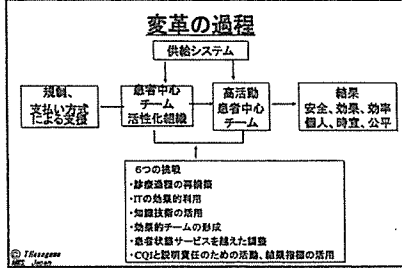 変革の過程
供給システム
規制、
支払い方式
による支援
患者中心
チーム
活性化組織
高活動
患者中心
チーム
結果
安全、効果、効率
個人、時宜、公平
6つの挑戦
・診療過程の再構築
・ITの効果的利用
・知識技術の活用
・効果的チームの形成
・患者状態サービスを越えた調整
・CQIと説明責任のための活動、結果指標の活用
© THasegawa
Japan